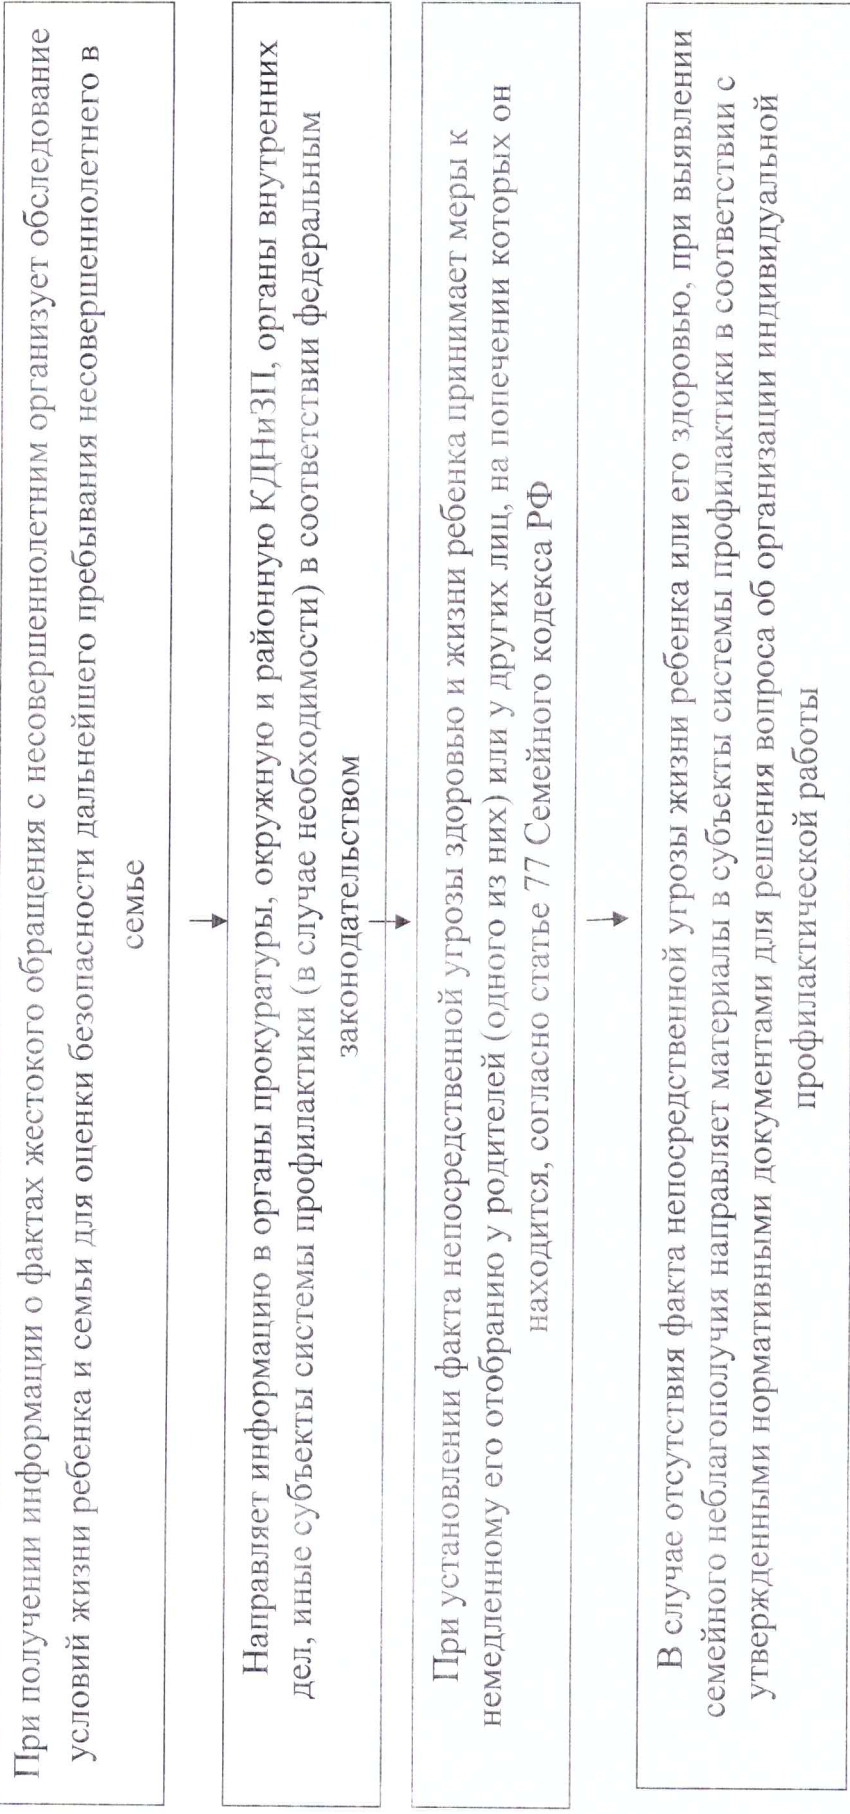 При получении информации о фактах жестокого обращения с несовершеннолетним организует обследование
условий жизни ребенка и семьи для оценки безопасности дальнейшего пребывания несовершеннолетнего в
семье
Направляет информацию в органы прокуратуры, окружную и районную КДНиЗП, органы внутренних
дел, иные субъекты системы профилактики (в случае необходимости) в соответствии федеральным
законодательством
При установлении факта непосредственной угрозы здоровью и жизни ребенка принимает меры к
немедленному его отобранию у родителей (одного из них) или у других лиц, на попечении которых он
находится, согласно статье 77 Семейного кодекса РФ
В случае отсутствия факта непосредственной угрозы жизни ребенка или его здоровью, при выявлении
семейного неблагополучия направляет материалы в субъекты системы профилактики в соответствии с
утвержденными нормативными документами для решения вопроса об организации индивидуальной
профилактической работы